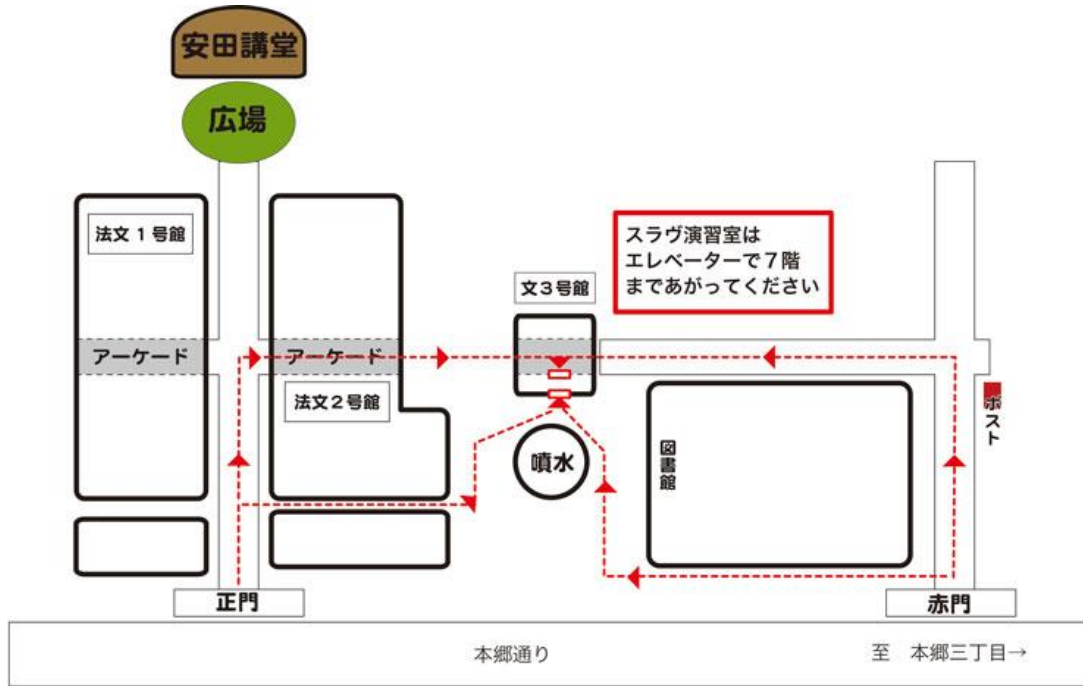 安田講堂
広場
法文 1 号館
スラヴ演習室は
エレベーターで７階
まであがってください
文３号館
アーケード
アーケード
法文２号館
ポスト
噴水
図書館
正門
赤門
本郷通り
至　本郷三丁目→